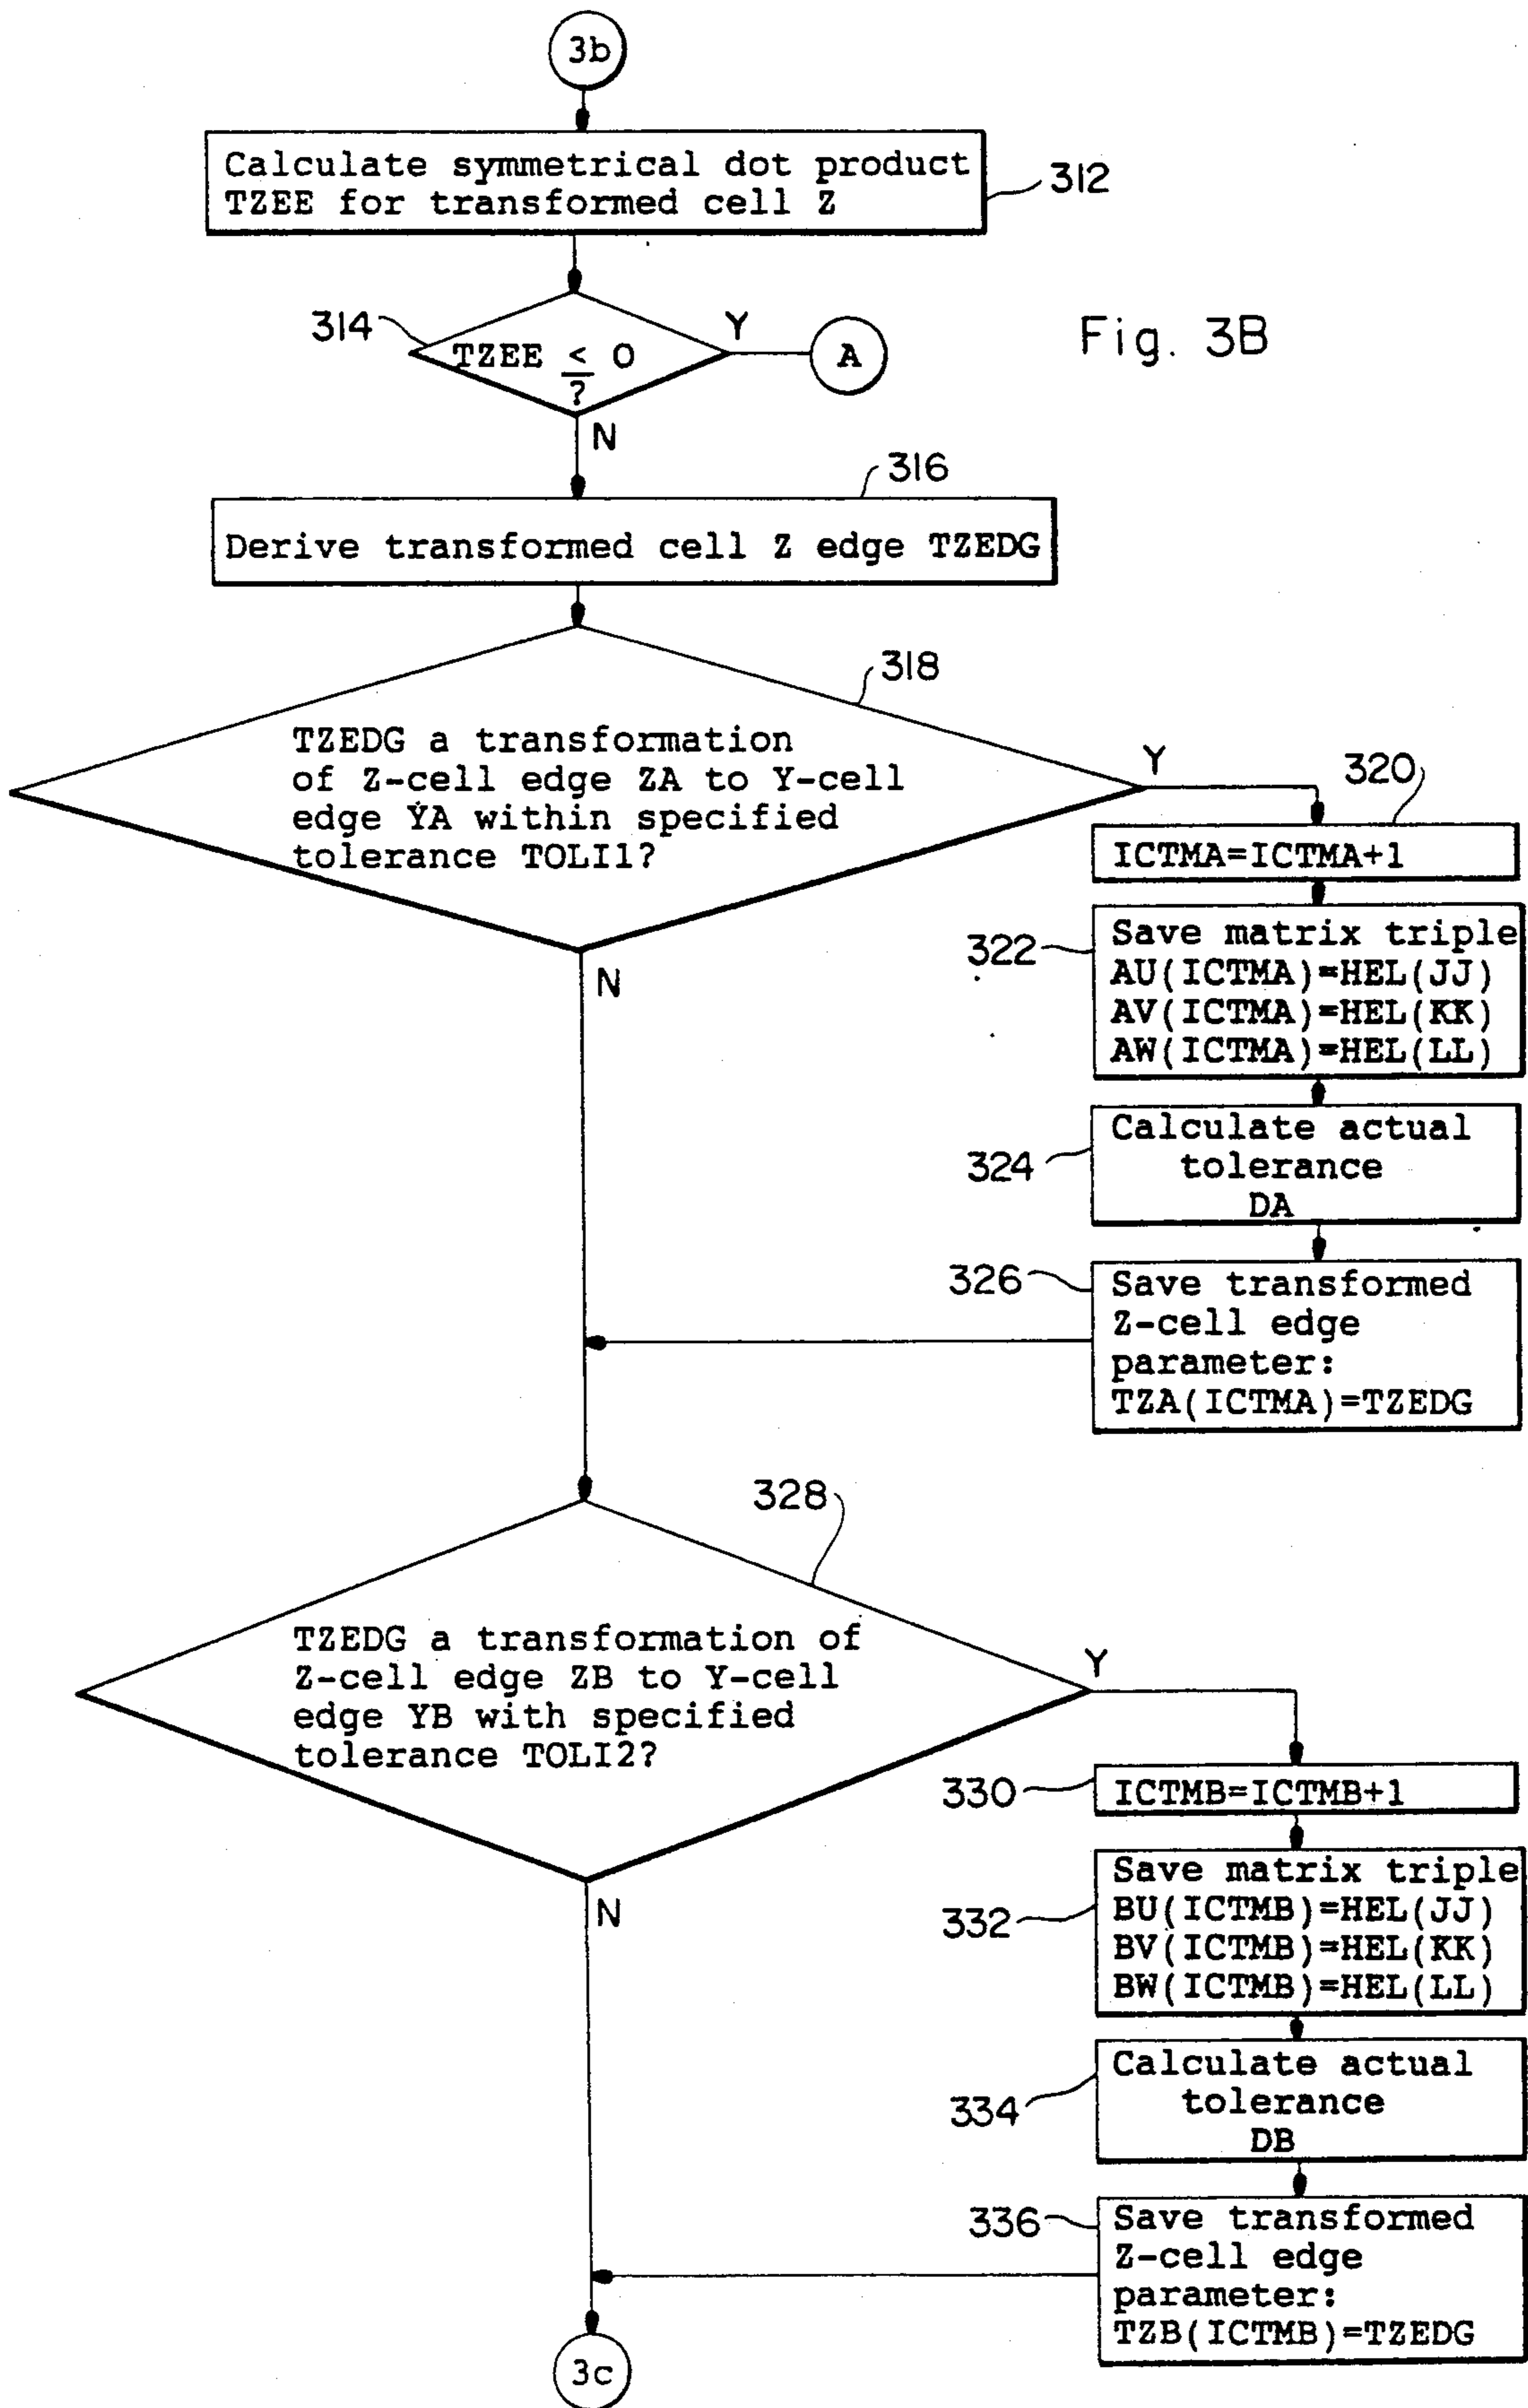 3b
Calculate symmetrical dot product
TZEE for transformed cell Z
312
314
TZEE ≤ 0
?
Y
A
Fig. 3B
N
316
Derive transformed cell Z edge TZEDG
318
TZEDG a transformation
of Z-cell edge ZA to Y-cell
edge YA within specified
tolerance TOLI1?
Y
N
320
ICTMA=ICTMA+1
322
Save matrix triple
AU(ICTMA)=HEL(JJ)
AV(ICTMA)=HEL(KK)
AW(ICTMA)=HEL(LL)
324
Calculate actual
tolerance
DA
326
Save transformed
Z-cell edge
parameter:
TZA(ICTMA)=TZEDG
328
TZEDG a transformation of
Z-cell edge ZB to Y-cell
edge YB with specified
tolerance TOLI2?
Y
N
330
ICTMB=ICTMB+1
332
Save matrix triple
BU(ICTMB)=HEL(JJ)
BV(ICTMB)=HEL(KK)
BW(ICTMB)=HEL(LL)
334
Calculate actual
tolerance
DB
336
Save transformed
Z-cell edge
parameter:
TZB(ICTMB)=TZEDG
3c